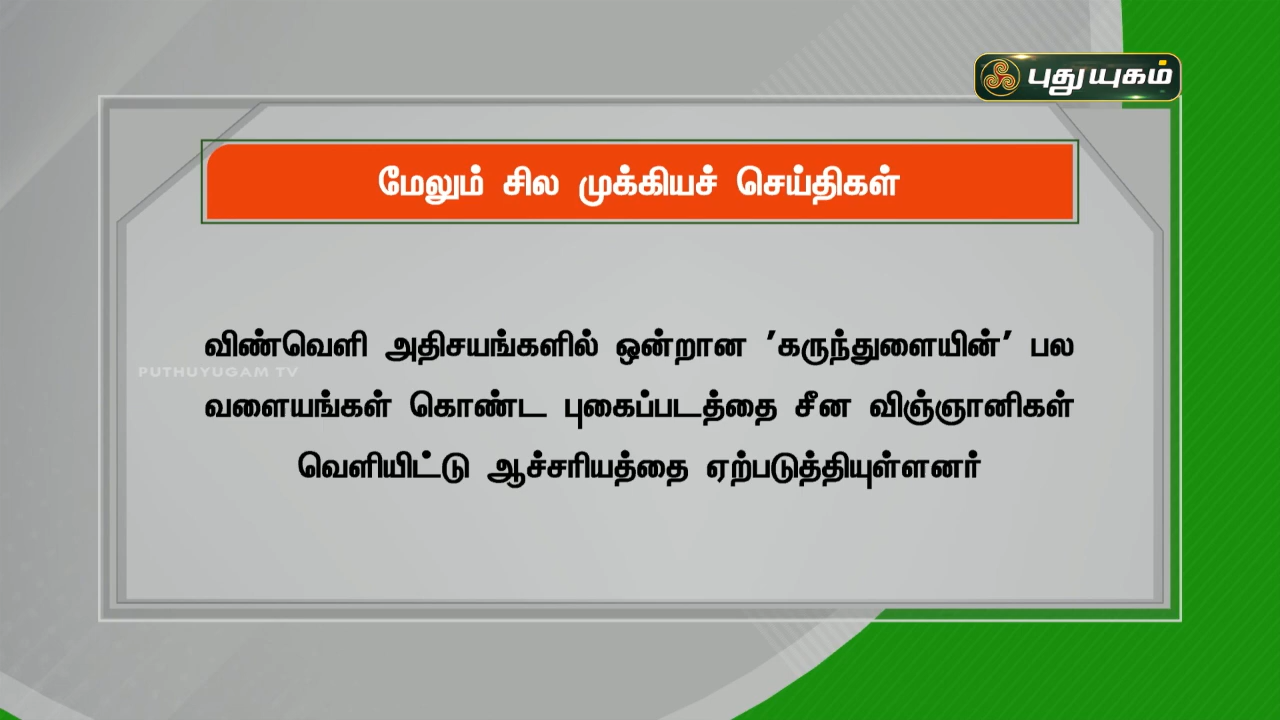 புதுயுகம்
மேலும் சில முக்கியச் செய்திகள்
விண்வெளி அதிசயங்களில் ஒன்றான ’கருந்துளையின்’ பல
PUTHUYUGAM TV
வளையங்கள் கொண்ட புகைப்படத்தை சீன விஞ்ஞானிகள்
வெளியிட்டு ஆச்சரியத்தை ஏற்படுத்தியுள்ளனர்